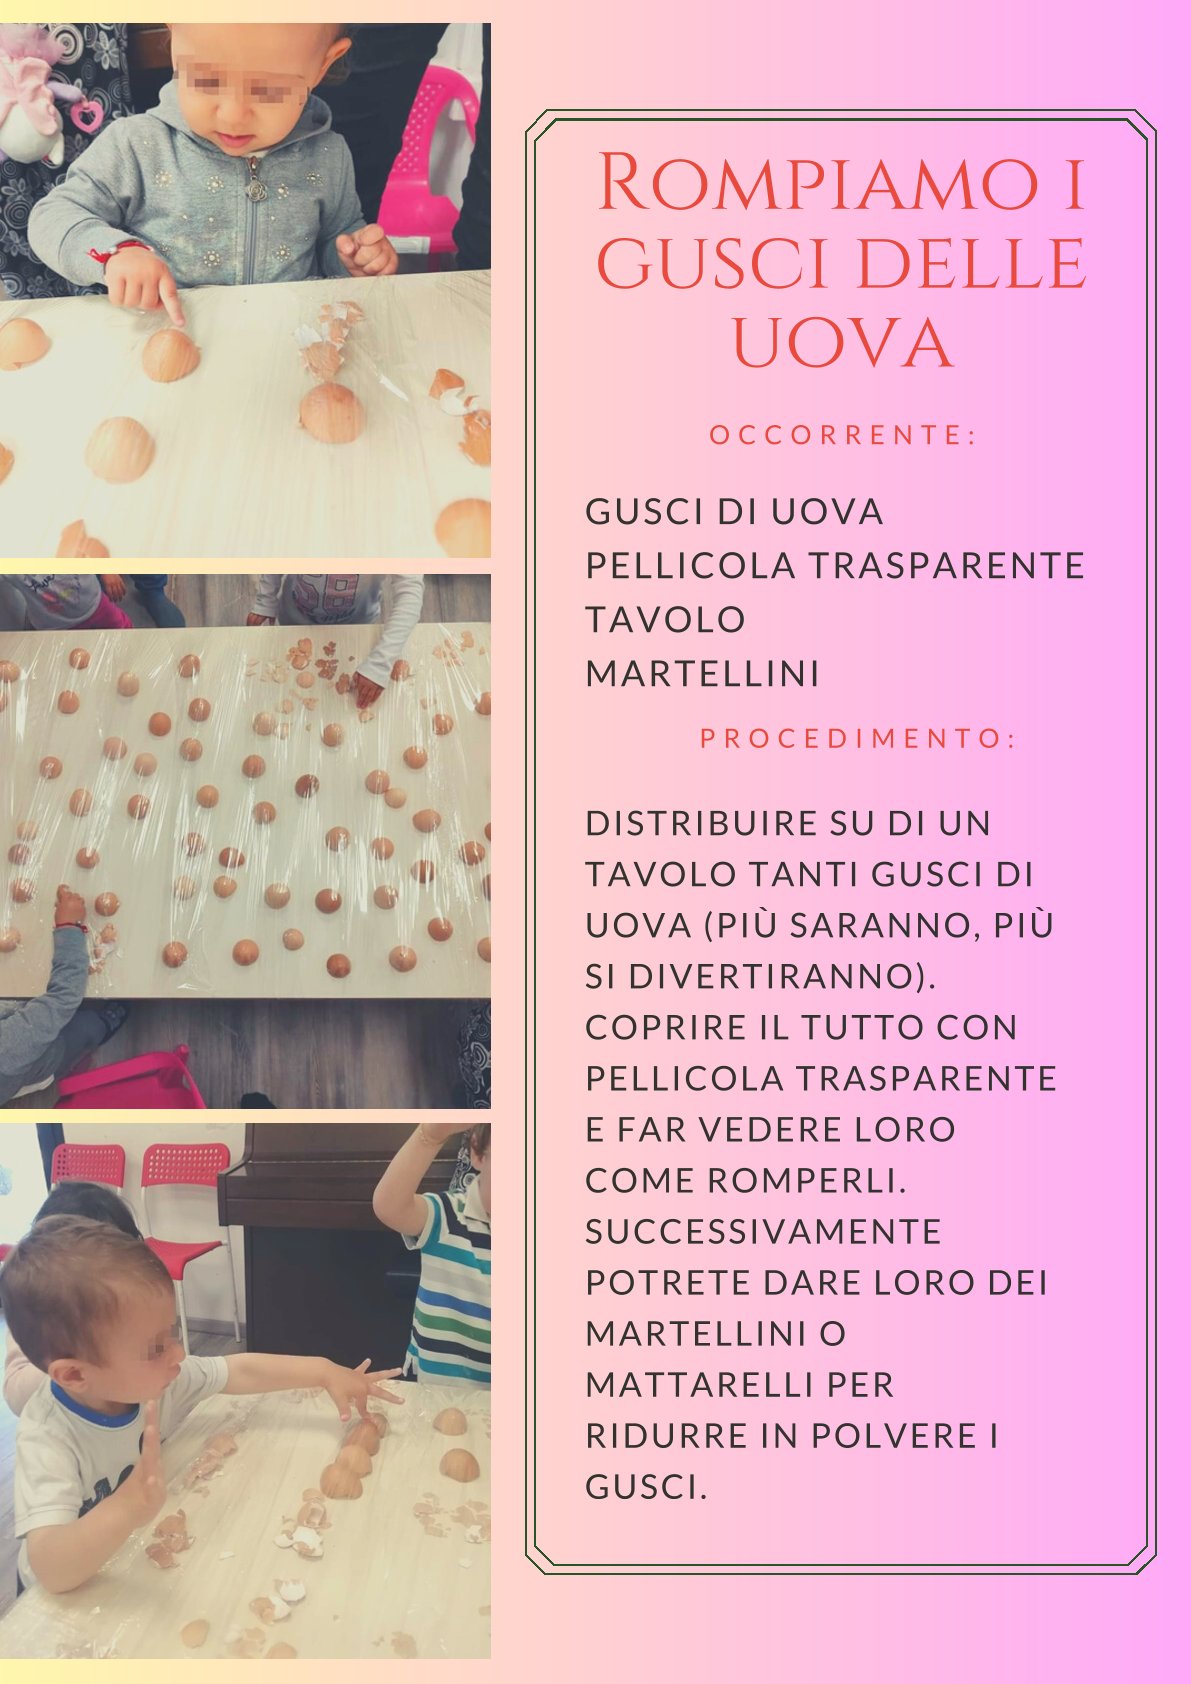 Rompiamo i
gusci delle
uova
OCCORRENTE:
GUSCI DI UOVA
PELLICOLA TRASPARENTE
TAVOLO
MARTELLINI
PROCEDIMENTO:
DISTRIBUIRE SU DI UN
TAVOLO TANTI GUSCI DI
UOVA (PIÙ SARANNO, PIÙ
SI DIVERTIRANNO).
COPRIRE IL TUTTO CON
PELLICOLA TRASPARENTE
E FAR VEDERE LORO
COME ROMPERLI.
SUCCESSIVAMENTE
POTRETE DARE LORO DEI
MARTELLINI O
MATTARELLI PER
RIDURRE IN POLVERE I
GUSCI.